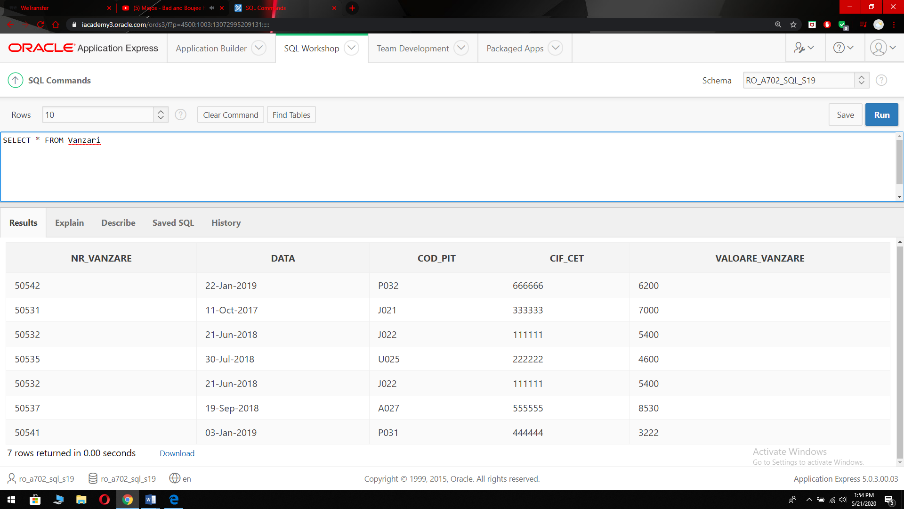 WeTransfer
SQL Commands
iacademy3.oracle.com/ords3/f?p=4500:1003:13072995209131:::
ORACLE Application Express
Application Builder
SQL Workshop
Team Development
Packaged Apps
SQL Commands
Schema
RO_A702_SQL_S19
Rows
10
Clear Command
Find Tables
Save
Run
SELECT * FROM Vanzari
Results
Explain
Describe
Saved SQL
History
NR_VANZARE DATA COD_PIT CIF_CET VALOARE_VANZARE
50542 22-Jan-2019 P032 666666 6200
50531 11-Oct-2017 J021 333333 7000
50532 21-Jun-2018 J022 111111 5400
50535 30-Jul-2018 U025 222222 4600
50532 21-Jun-2018 J022 111111 5400
50537 19-Sep-2018 A027 555555 8530
50541 03-Jan-2019 P031 444444 3222
7 rows returned in 0.00 seconds
Download
Activate Windows
Go to Settings to activate Windows.
ro_a702_sql_s19
ro_a702_sql_s19
en
Copyright © 1999, 2015, Oracle. All rights reserved.
Application Express 5.0.3.00.03
1:54 PM
5/21/2020